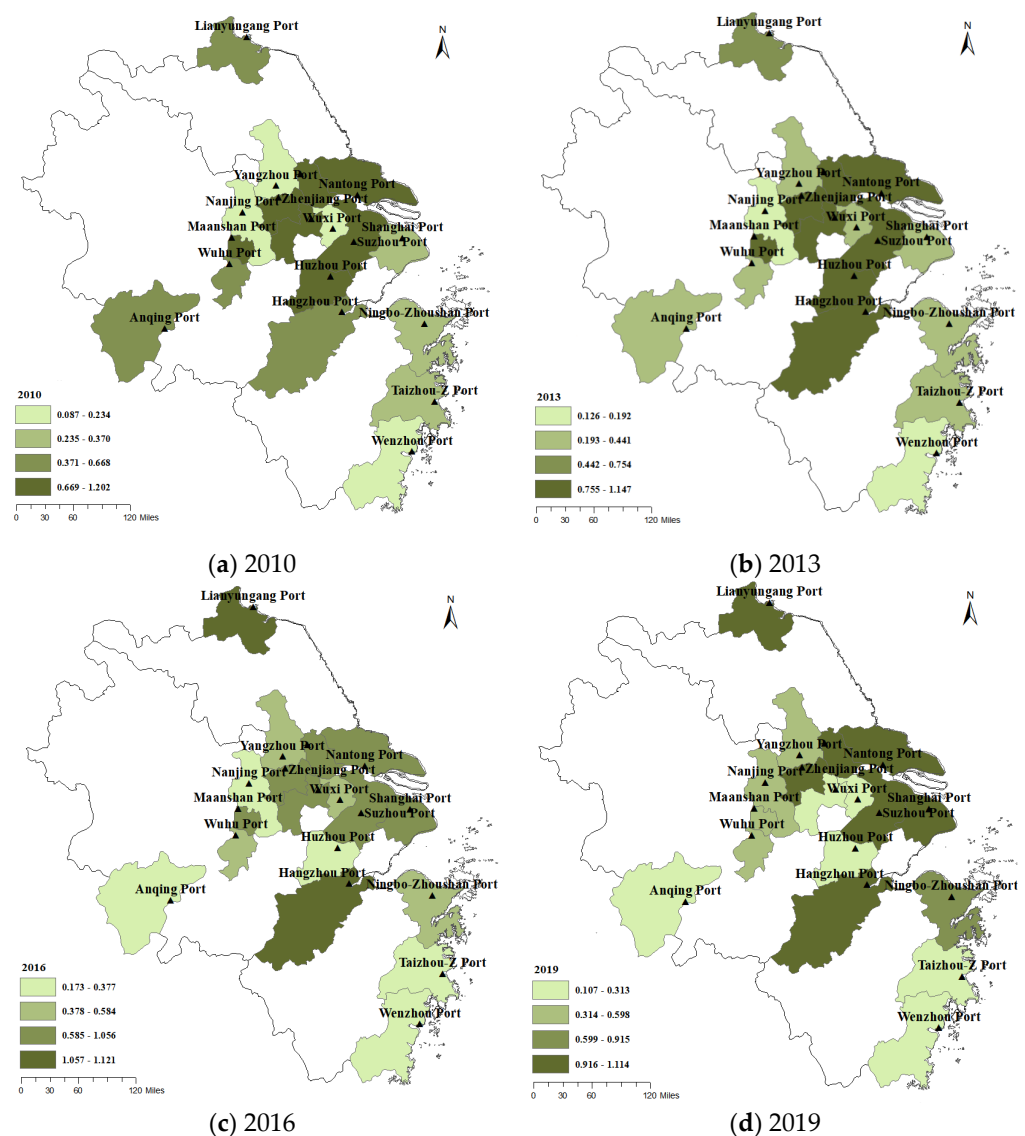 Lianyungang Port
N
Yangzhou Port
Nantong Port
Nanjing Port
Zhenjiang Port
Wuxi Port
Maanshan Port
Shanghai Port
Suzhou Port
Wuhu Port
Huzhou Port
Hangzhou Port
Ningbo-Zhoushan Port
Anqing Port
Taizhou-Z Port
Wenzhou Port
2010
0.087 - 0.234
0.235 - 0.370
0.371 - 0.668
0.669 - 1.202
0 30 60 120 Miles
(a) 2010
Lianyungang Port
N
Yangzhou Port
Nantong Port
Nanjing Port
Zhenjiang Port
Wuxi Port
Maanshan Port
Shanghai Port
Suzhou Port
Wuhu Port
Huzhou Port
Hangzhou Port
Ningbo-Zhoushan Port
Anqing Port
Taizhou-Z Port
Wenzhou Port
2013
0.126 - 0.192
0.193 - 0.441
0.442 - 0.754
0.755 - 1.147
0 30 60 120 Miles
(b) 2013
Lianyungang Port
N
Yangzhou Port
Nantong Port
Nanjing Port
Zhenjiang Port
Wuxi Port
Maanshan Port
Shanghai Port
Suzhou Port
Wuhu Port
Huzhou Port
Hangzhou Port
Ningbo-Zhoushan Port
Anqing Port
Taizhou-Z Port
Wenzhou Port
2016
0.173 - 0.377
0.378 - 0.584
0.585 - 1.056
1.057 - 1.121
0 30 60 120 Miles
(c) 2016
Lianyungang Port
N
Yangzhou Port
Nantong Port
Nanjing Port
Zhenjiang Port
Wuxi Port
Maanshan Port
Shanghai Port
Suzhou Port
Wuhu Port
Huzhou Port
Hangzhou Port
Ningbo-Zhoushan Port
Anqing Port
Taizhou-Z Port
Wenzhou Port
2019
0.107 - 0.313
0.314 - 0.598
0.599 - 0.915
0.916 - 1.114
0 30 60 120 Miles
(d) 2019